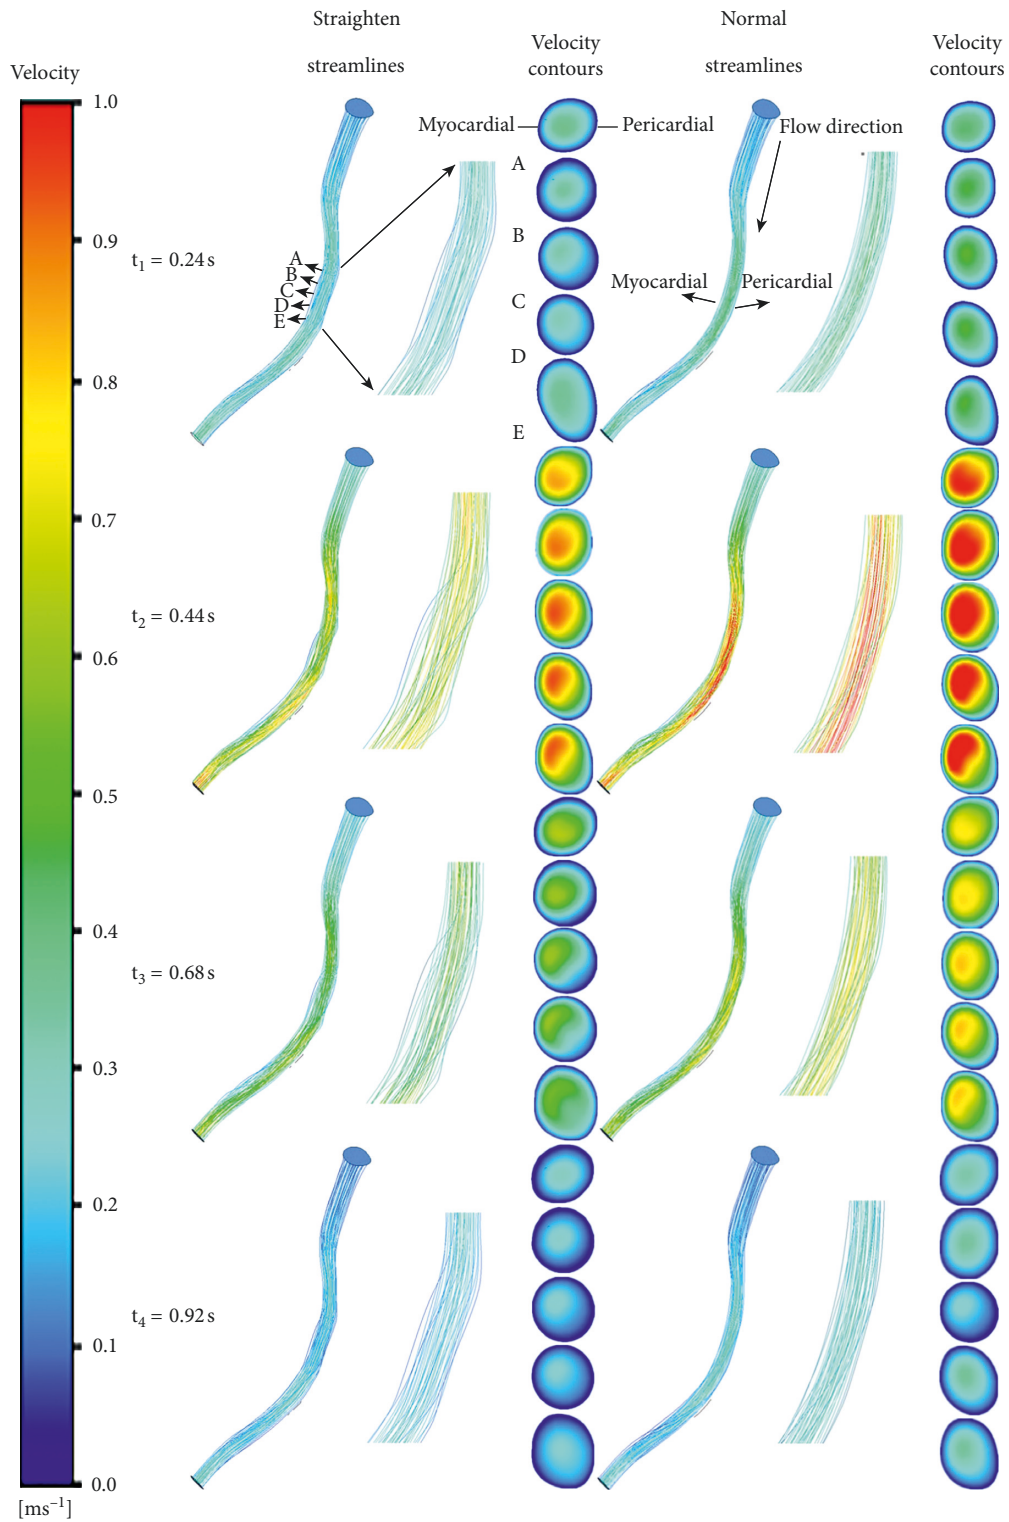 Straighten
streamlines
Velocity
contours
Normal
streamlines
Velocity
contours
Velocity
1.0
0.9
0.8
0.7
0.6
0.5
0.4
0.3
0.2
0.1
0.0
[ms⁻¹]
Myocardial
Pericardial
Flow direction
A
B
C
D
E
t₁ = 0.24 s
A
B
C
D
E
Myocardial
Pericardial
t₂ = 0.44 s
t₃ = 0.68 s
t₄ = 0.92 s